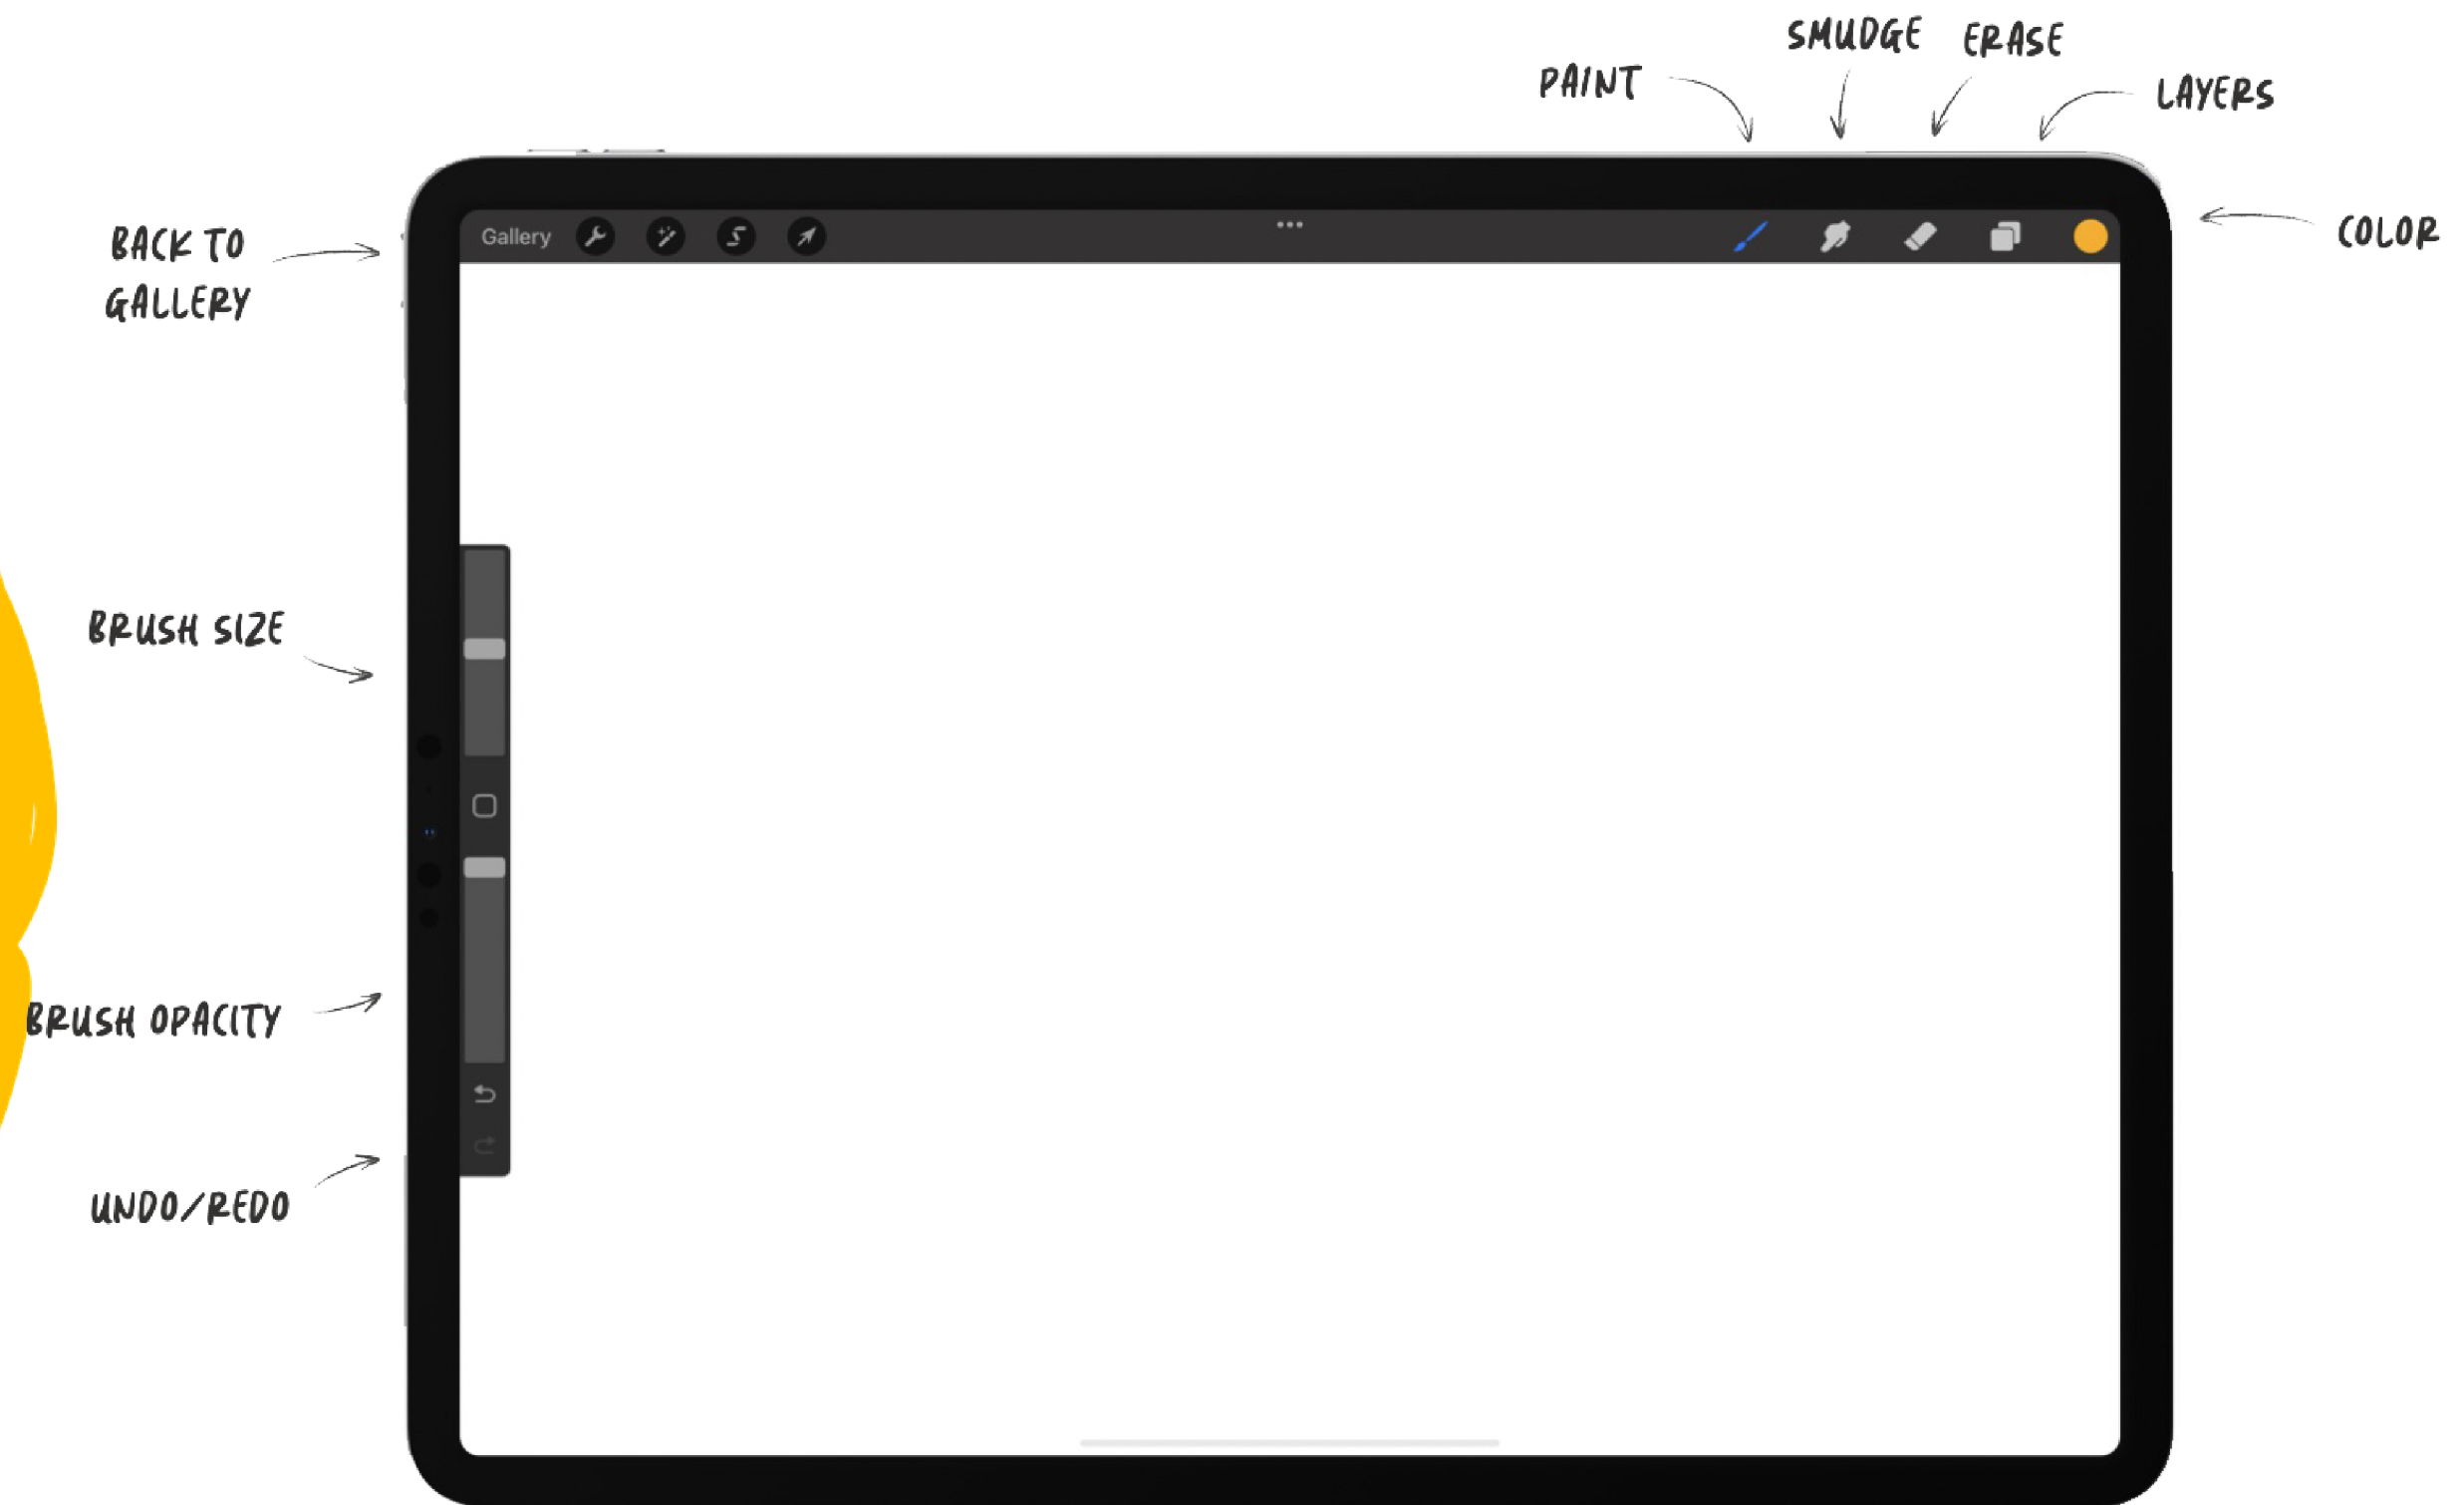 SMUDGE
ERASE
PAINT
LAYERS
BACK TO
GALLERY
Gallery
COLOR
BRUSH SIZE
BRUSH OPACITY
UNDO/REDO